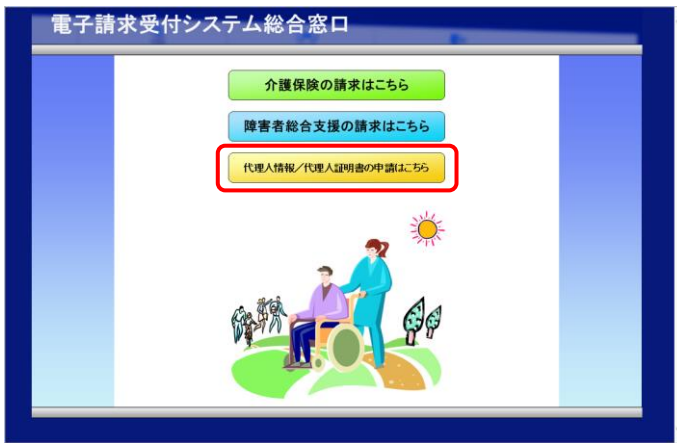 電子請求受付システム総合窓口
介護保険の請求はこちら
障害者総合支援の請求はこちら
代理人情報／代理人証明書の申請はこちら